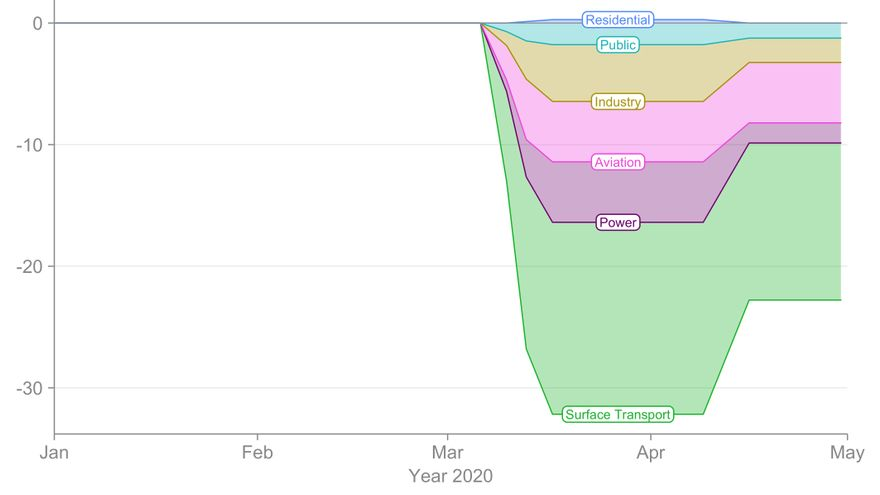 0
Residential
Public
Industry
-10
Aviation
Power
-20
-30
Surface Transport
Jan Feb Mar Apr May
Year 2020